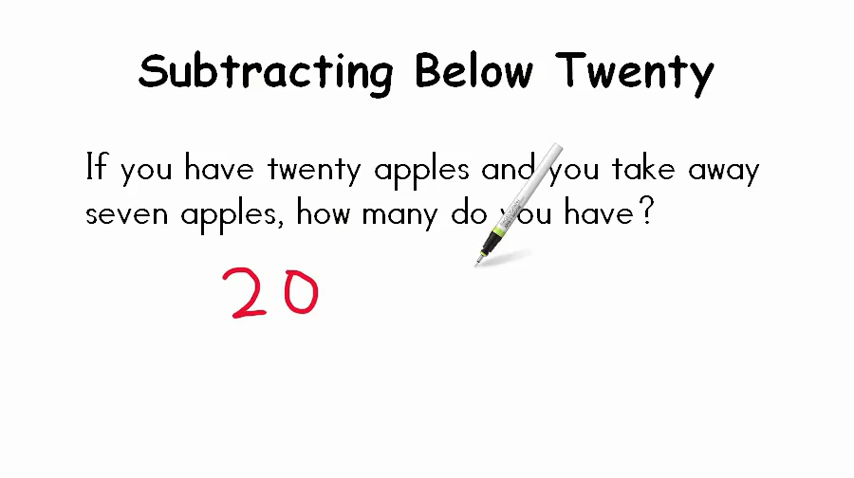 Subtracting Below Twenty
If you have twenty apples and you take away
seven apples, how many do you have?
20